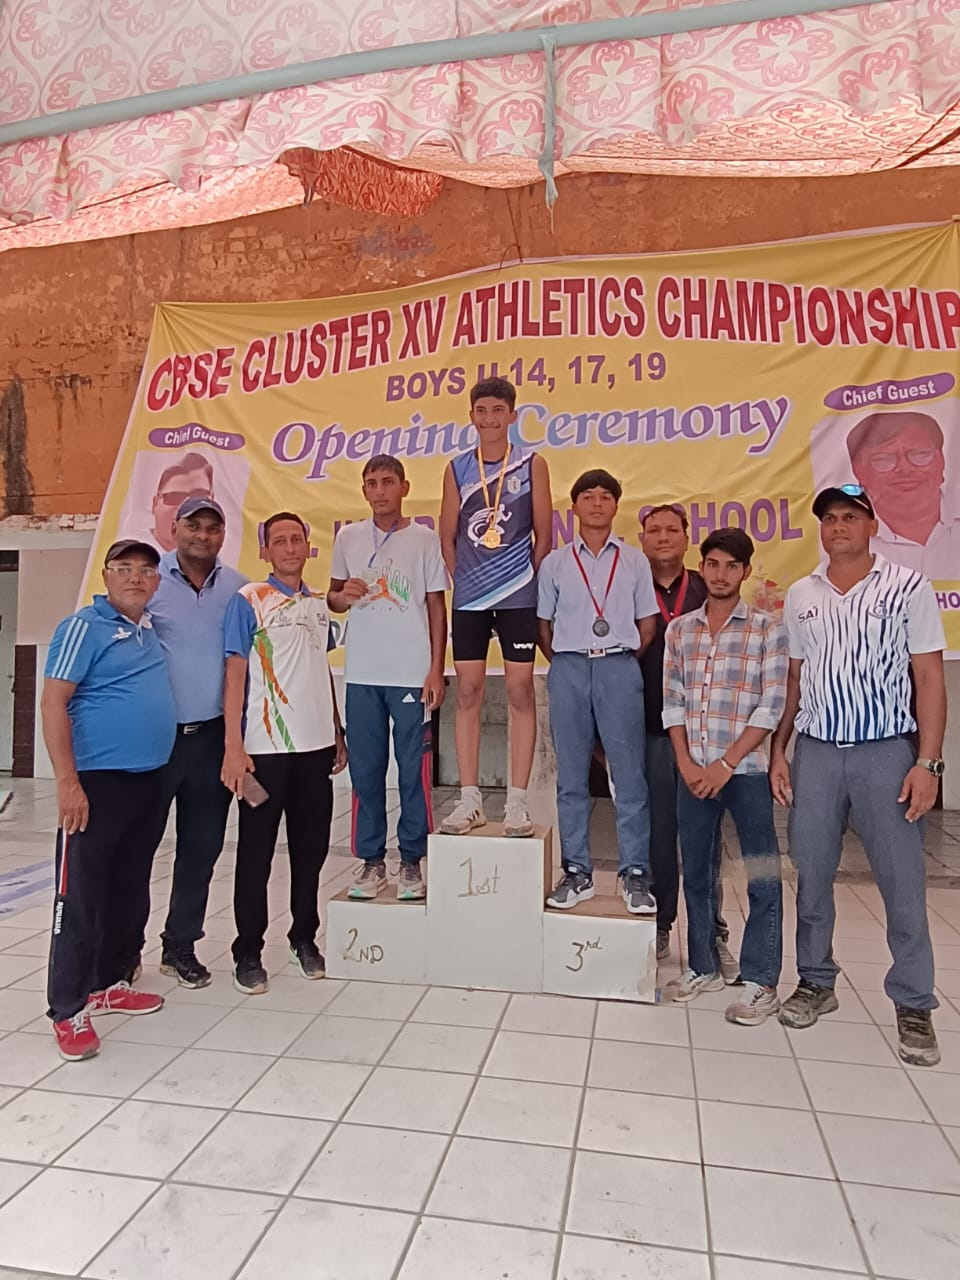 CBSE CLUSTER XV ATHLETICS CHAMPIONSHIP
BOYS U-14, 17, 19
Chief Guest
Chief Guest
Opening Ceremony
SCHOOL
SAI
1st
2ND
3rd